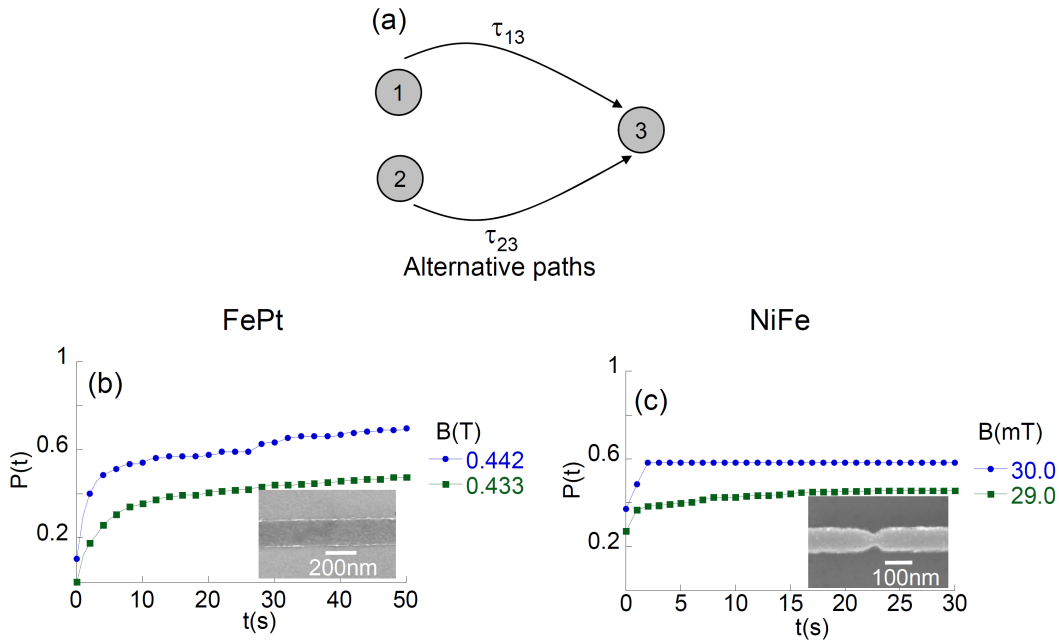 (a)
τ13
1
3
2
τ23
Alternative paths
FePt
NiFe
(b)
1
0.6
0.2
P(t)
0 10 20 30 40 50
t(s)
B(T)
0.442
0.433
200nm
(c)
1
0.6
0.2
P(t)
0 5 10 15 20 25 30
t(s)
B(mT)
30.0
29.0
100nm